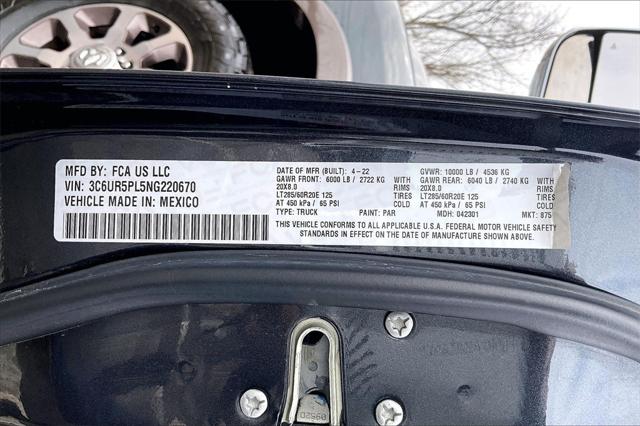 MFD BY: FCA US LLC
VIN: 3C6UR5PL5NG220670
VEHICLE MADE IN: MEXICO
DATE OF MFR (BUILT): 4-22
GAWR FRONT: 6000 LB / 2722 KG WITH
20X8.0 RIMS
LT285/60R20E 125 TIRES
AT 450 kPa / 65 PSI COLD
TYPE: TRUCK PAINT: PAR
GVWR: 10000 LB / 4536 KG
GAWR REAR: 6040 LB / 2740 KG WITH
20X8.0 RIMS
LT285/60R20E 125 TIRES
AT 450 kPa / 65 PSI COLD
MDH: 042301 MKT: 875
THIS VEHICLE CONFORMS TO ALL APPLICABLE U.S.A. FEDERAL MOTOR VEHICLE SAFETY
STANDARDS IN EFFECT ON THE DATE OF MANUFACTURE SHOWN ABOVE.